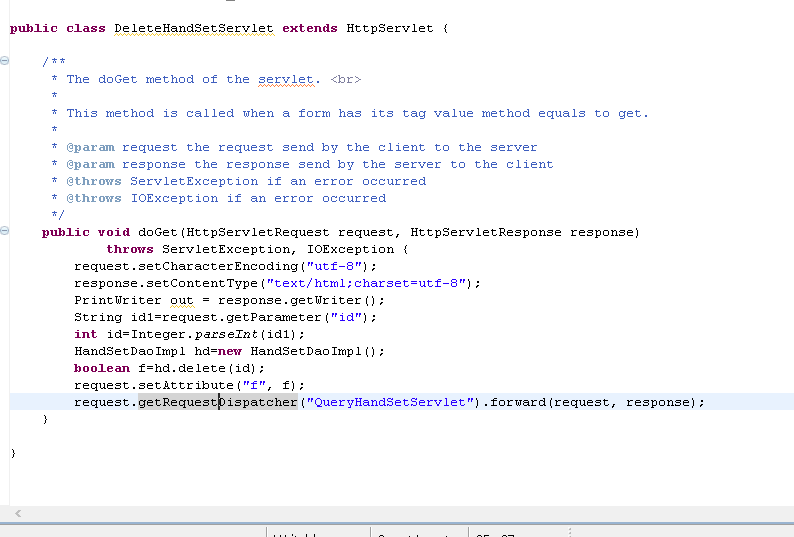 public class DeleteHandSetServlet extends HttpServlet {
/**
* The doGet method of the servlet. <br>
*
* This method is called when a form has its tag value method equals to get.
*
* @param request the request send by the client to the server
* @param response the response send by the server to the client
* @throws ServletException if an error occurred
* @throws IOException if an error occurred
*/
public void doGet(HttpServletRequest request, HttpServletResponse response)
throws ServletException, IOException {
request.setCharacterEncoding("utf-8");
response.setContentType("text/html;charset=utf-8");
PrintWriter out = response.getWriter();
String id1=request.getParameter("id");
int id=Integer.parseInt(id1);
HandSetDaoImpl hd=new HandSetDaoImpl();
boolean f=hd.delete(id);
request.setAttribute("f", f);
request.getRequestDispatcher("QueryHandSetServlet").forward(request, response);
}
}